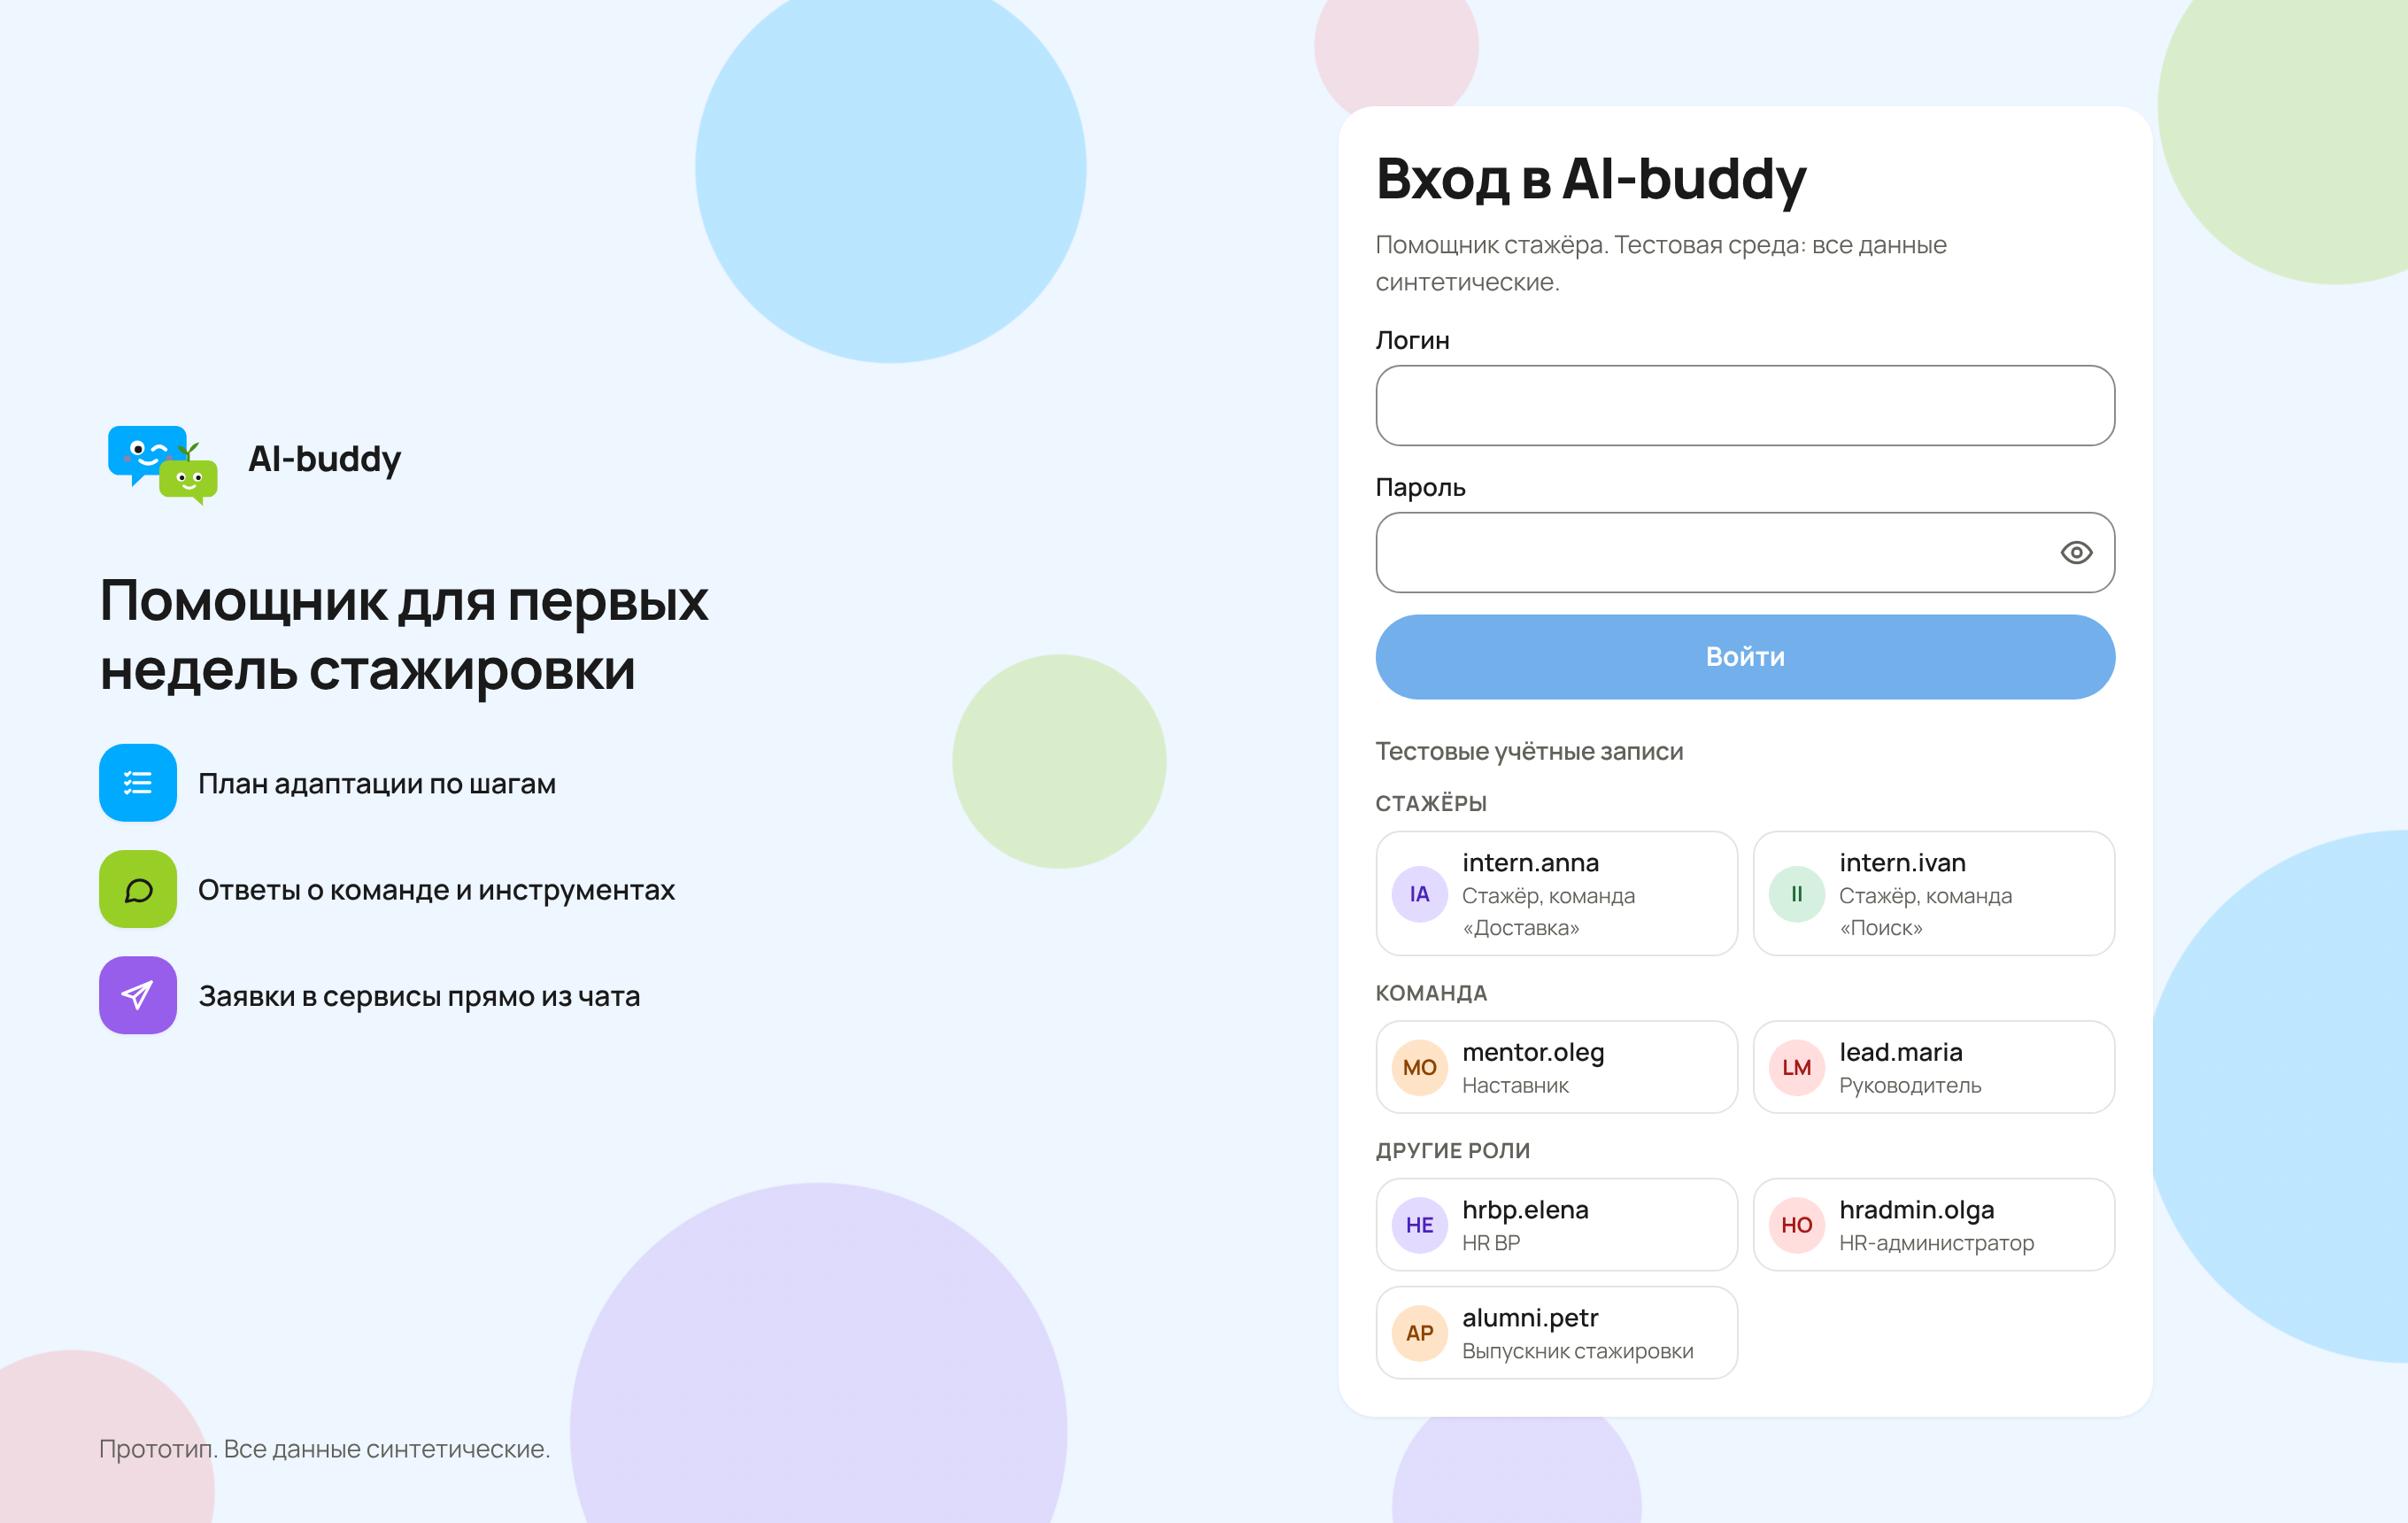 AI-buddy
Помощник для первых
недель стажировки
План адаптации по шагам
Ответы о команде и инструментах
Заявки в сервисы прямо из чата
Прототип. Все данные синтетические.
Вход в AI-buddy
Помощник стажёра. Тестовая среда: все данные
синтетические.
Логин
Пароль
Войти
Тестовые учётные записи
СТАЖЁРЫ
IA
intern.anna
Стажёр, команда
«Доставка»
II
intern.ivan
Стажёр, команда
«Поиск»
КОМАНДА
MO
mentor.oleg
Наставник
LM
lead.maria
Руководитель
ДРУГИЕ РОЛИ
HE
hrbp.elena
HR BP
HO
hradmin.olga
HR-администратор
AP
alumni.petr
Выпускник стажировки